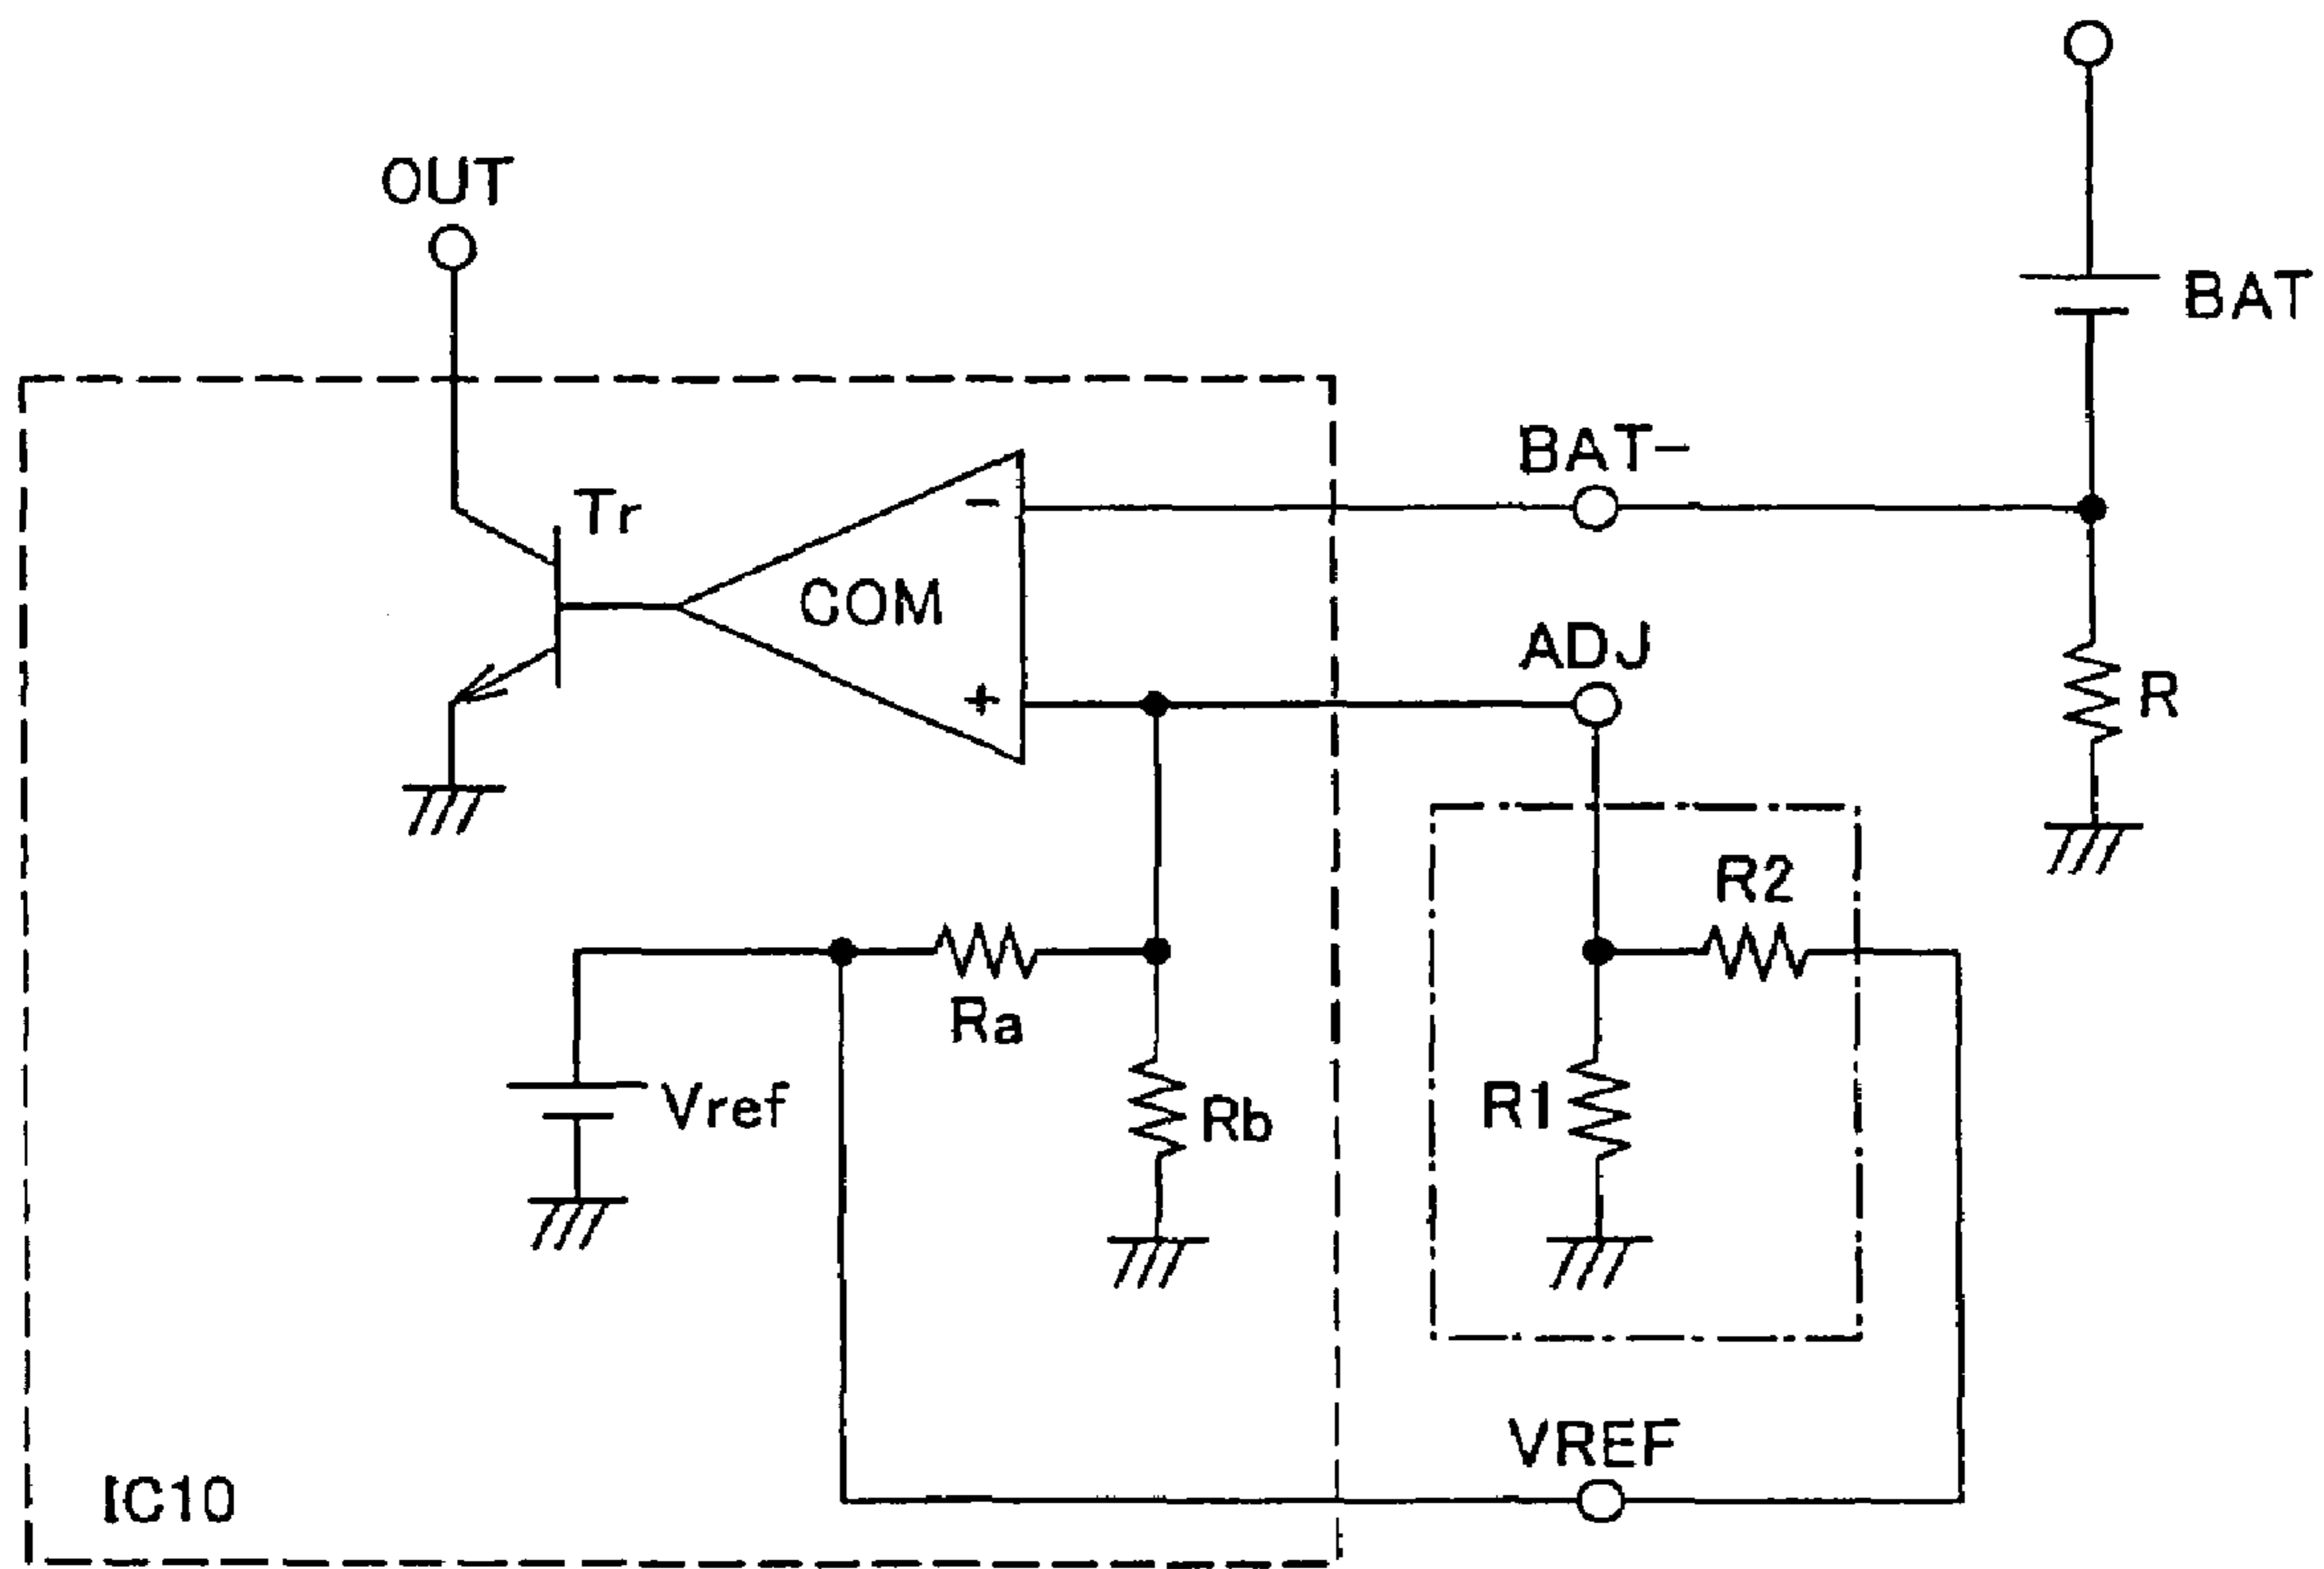 OUT
BAT
BAT-
Tr
-
COM
ADJ
+
R
R2
Ra
Vref
Rb
R1
VREF
IC10